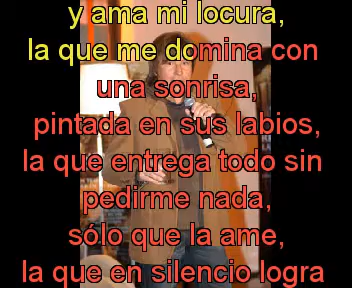 y ama mi locura,
la que me domina con
una sonrisa,
pintada en sus labios,
la que entrega todo sin
pedirme nada,
sólo que la ame,
la que en silencio logra